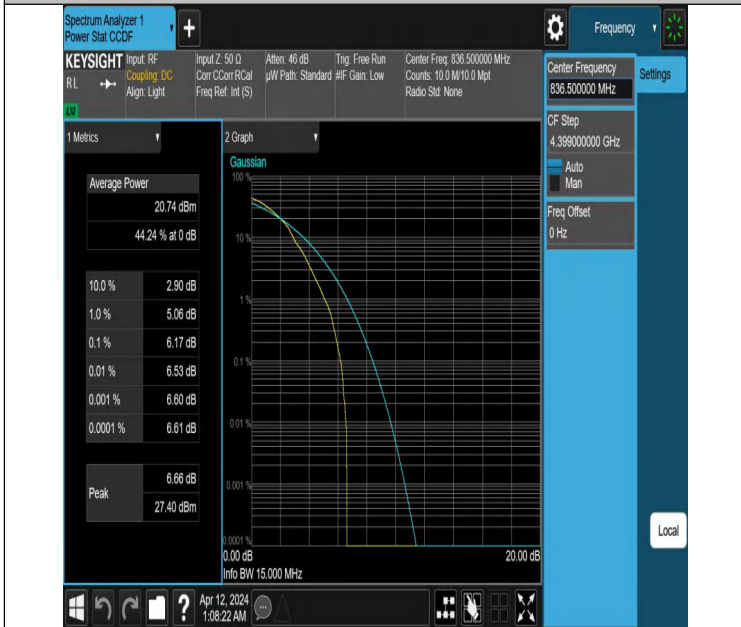 Spectrum Analyzer 1
Power Stat CCDF
+
Frequency
KEYSIGHT
RL
LXI
Input: RF
Coupling: DC
Align: Light
Input Z: 50 Ω
Corr CCorr RCal
Freq Ref: Int (S)
Atten: 46 dB
µW Path: Standard
Trig: Free Run
#IF Gain: Low
Center Freq: 836.500000 MHz
Counts: 10.0 M/10.0 Mpt
Radio Std: None
Center Frequency
836.500000 MHz
Settings
CF Step
4.399000000 GHz
Auto
Man
Freq Offset
0 Hz
1 Metrics
Average Power
20.74 dBm
44.24 % at 0 dB
10.0 % 2.90 dB
1.0 % 5.06 dB
0.1 % 6.17 dB
0.01 % 6.53 dB
0.001 % 6.60 dB
0.0001 % 6.61 dB
Peak
6.66 dB
27.40 dBm
2 Graph
Gaussian
100 %
10 %
1 %
0.1 %
0.01 %
0.001 %
0.0001 %
0.00 dB 20.00 dB
Info BW 15.000 MHz
Local
?
Apr 12, 2024
1:08:22 AM